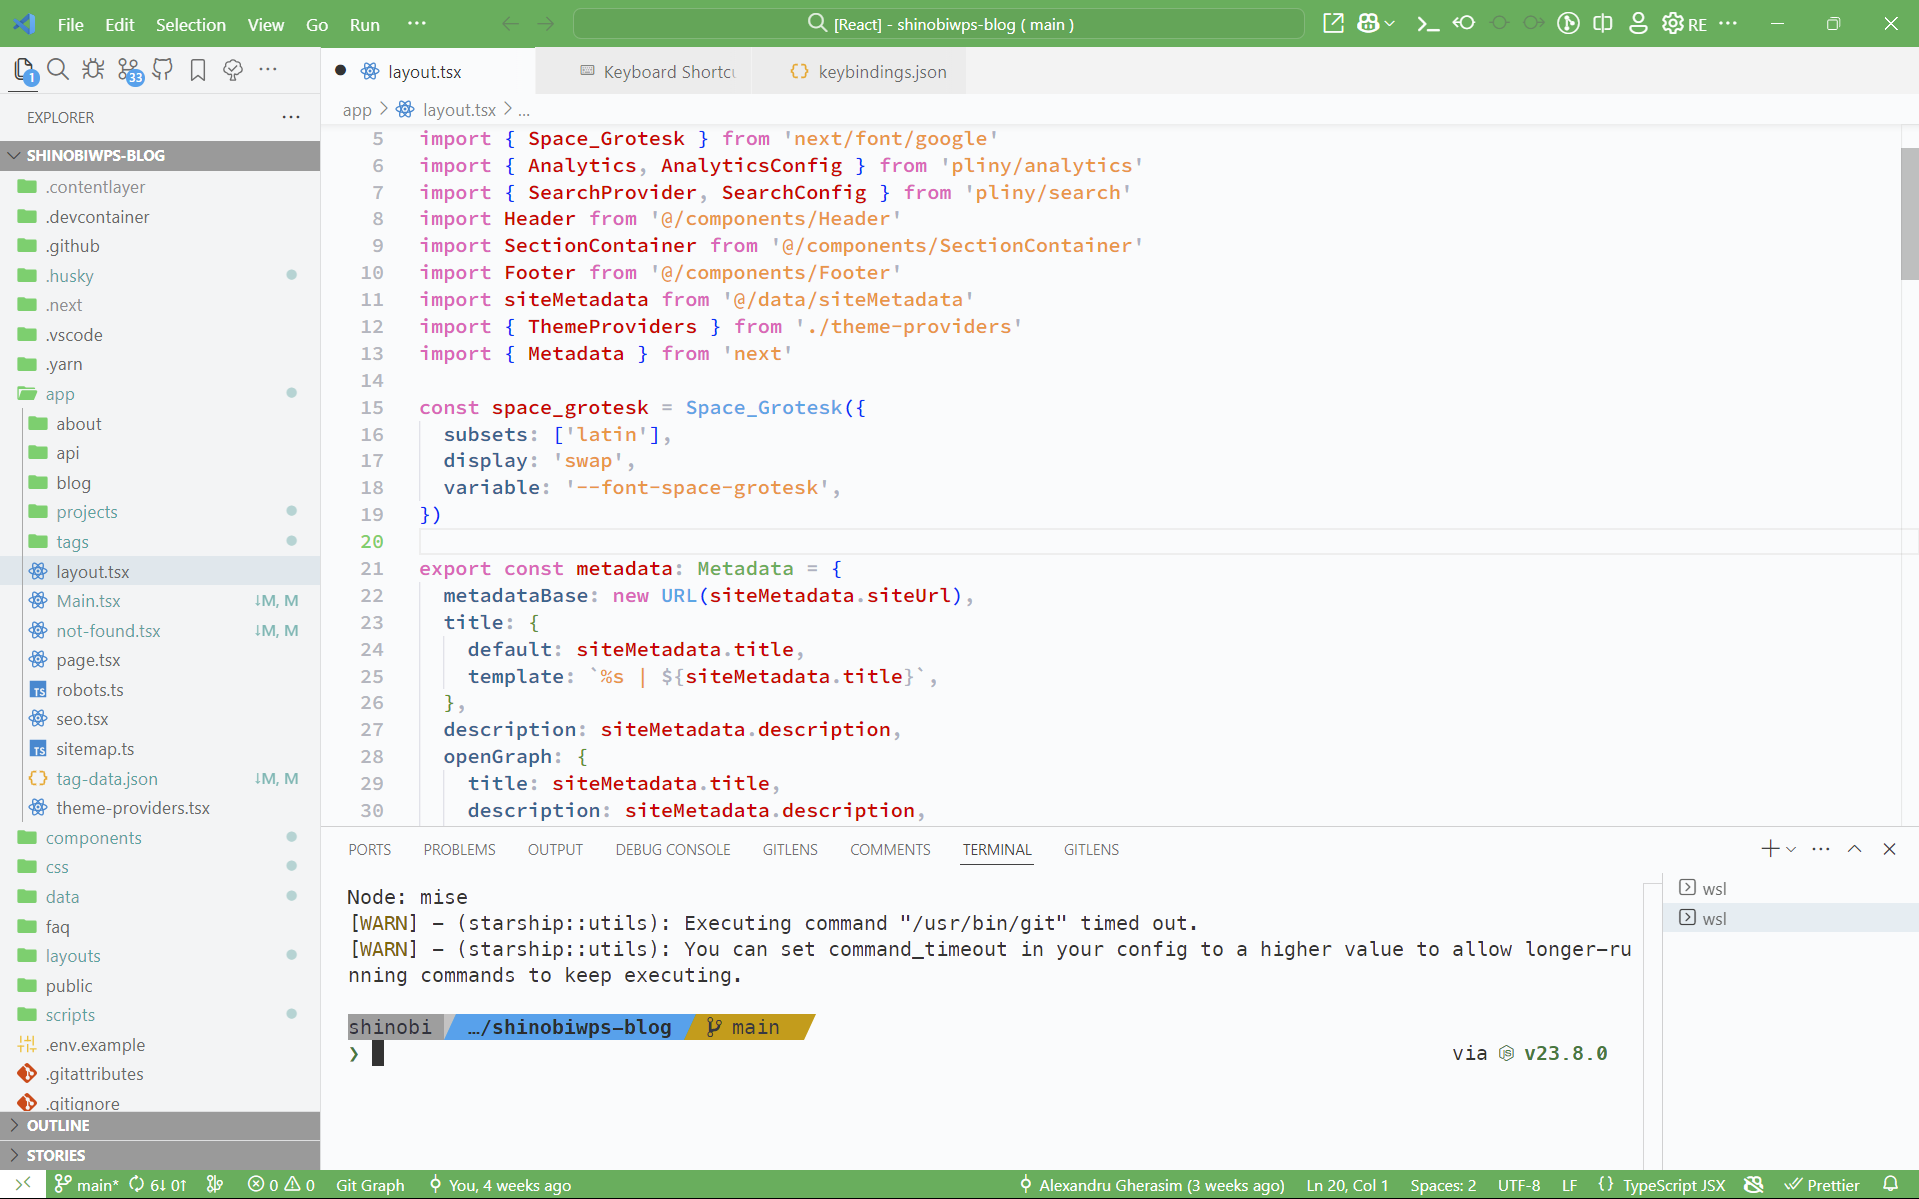 File Edit Selection View Go Run ··· [React] - shinobiwps-blog ( main ) RE ···
1 33 ···
layout.tsx Keyboard Shortcu keybindings.json
EXPLORER ···
app > layout.tsx > ...
SHINOBIWPS-BLOG
.contentlayer
.devcontainer
.github
.husky
.next
.vscode
.yarn
app
about
api
blog
projects
tags
layout.tsx
Main.tsx ↓M, M
not-found.tsx ↓M, M
page.tsx
TS robots.ts
seo.tsx
TS sitemap.ts
{} tag-data.json ↓M, M
theme-providers.tsx
components
css
data
faq
layouts
public
scripts
.env.example
.gitattributes
.gitignore
OUTLINE
STORIES
5 import { Space_Grotesk } from 'next/font/google'
6 import { Analytics, AnalyticsConfig } from 'pliny/analytics'
7 import { SearchProvider, SearchConfig } from 'pliny/search'
8 import Header from '@/components/Header'
9 import SectionContainer from '@/components/SectionContainer'
10 import Footer from '@/components/Footer'
11 import siteMetadata from '@/data/siteMetadata'
12 import { ThemeProviders } from './theme-providers'
13 import { Metadata } from 'next'
14
15 const space_grotesk = Space_Grotesk({
16 subsets: ['latin'],
17 display: 'swap',
18 variable: '--font-space-grotesk',
19 })
20
21 export const metadata: Metadata = {
22 metadataBase: new URL(siteMetadata.siteUrl),
23 title: {
24 default: siteMetadata.title,
25 template: `%s | ${siteMetadata.title}`,
26 },
27 description: siteMetadata.description,
28 openGraph: {
29 title: siteMetadata.title,
30 description: siteMetadata.description,
PORTS PROBLEMS OUTPUT DEBUG CONSOLE GITLENS COMMENTS TERMINAL GITLENS ···
Node: mise
[WARN] - (starship::utils): Executing command "/usr/bin/git" timed out.
[WARN] - (starship::utils): You can set command_timeout in your config to a higher value to allow longer-ru
nning commands to keep executing.
shinobi …/shinobiwps-blog main
❯ via v23.8.0
wsl
wsl
main* 6↓ 0↑ 0 0 Git Graph You, 4 weeks ago Alexandru Gherasim (3 weeks ago) Ln 20, Col 1 Spaces: 2 UTF-8 LF {} TypeScript JSX Prettier